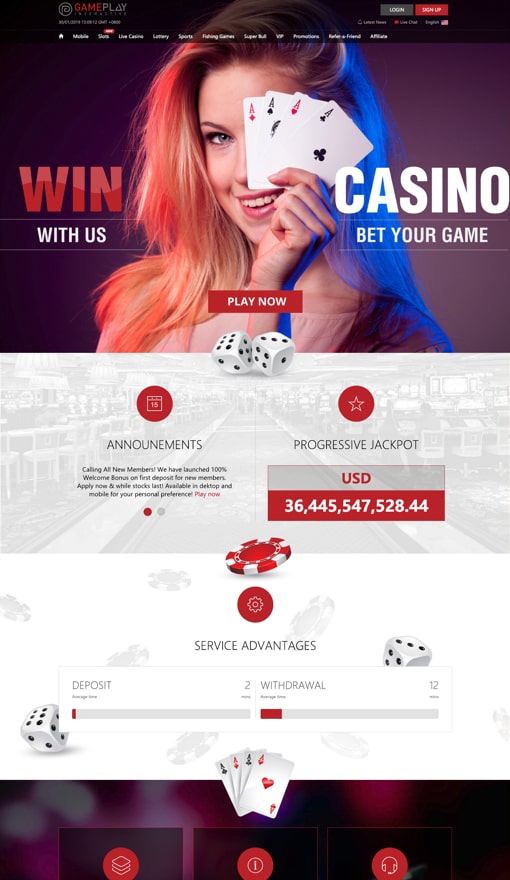 GAMEPLAY
INTERACTIVE
LOGIN
SIGN UP
30/01/2019 13:09:12 GMT +0800
Latest News
Live Chat
English
Mobile
Slots
Live Casino
Lottery
Sports
Fishing Games
Super Bull
VIP
Promotions
Refer-a-Friend
Affiliate
WIN
CASINO
WITH US
BET YOUR GAME
PLAY NOW
15
ANNOUNEMENTS
PROGRESSIVE JACKPOT
Calling All New Members! We have launched 100%
Welcome Bonus on first deposit for new members.
Apply now & while stocks last! Available in dektop and
mobile for your personal preference! Play now
USD
36,445,547,528.44
SERVICE ADVANTAGES
DEPOSIT
2
Average time
mins
WITHDRAWAL
12
Average time
mins